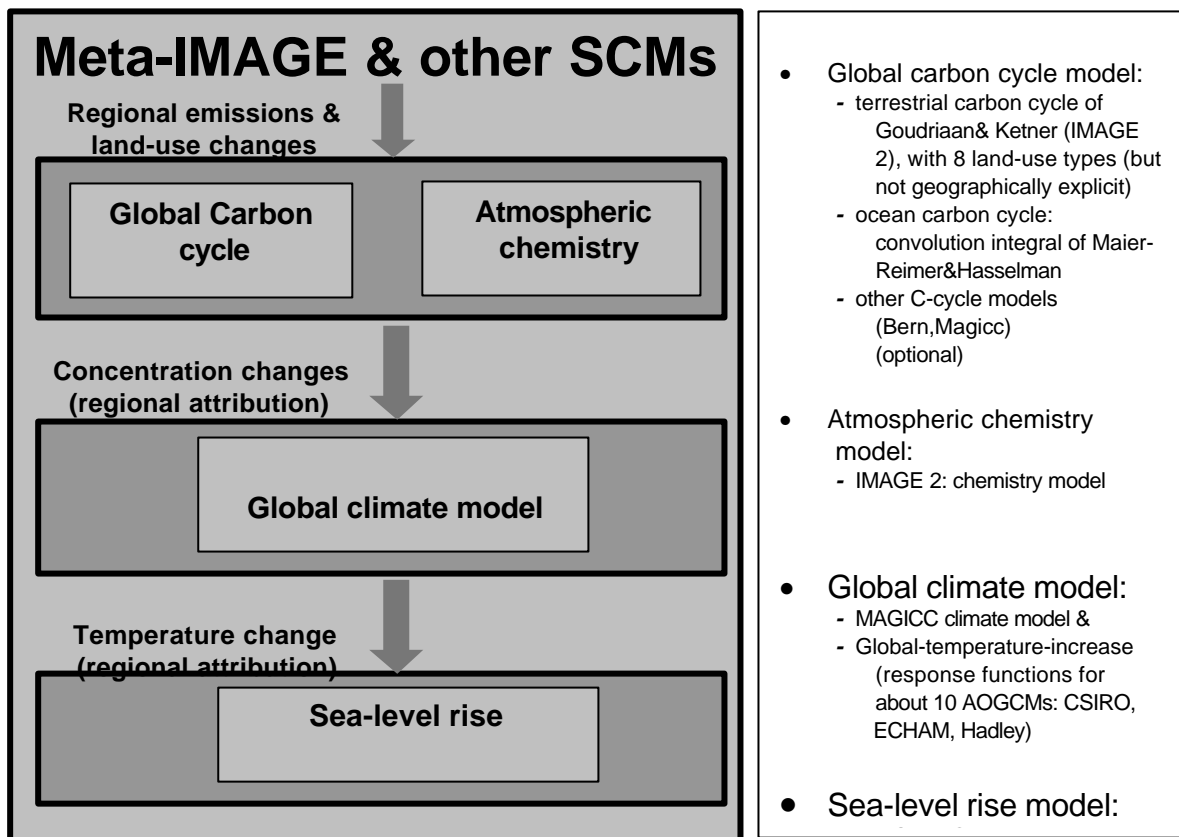 Meta-IMAGE & other SCMs
Regional emissions &
land-use changes
Global Carbon
cycle
Atmospheric
chemistry
Concentration changes
(regional attribution)
Global climate model
Temperature change
(regional attribution)
Sea-level rise
• Global carbon cycle model:
- terrestrial carbon cycle of
Goudriaan& Ketner (IMAGE
2), with 8 land-use types (but
not geographically explicit)
- ocean carbon cycle:
convolution integral of Maier-
Reimer&Hasselman
- other C-cycle models
(Bern,Magicc)
(optional)
• Atmospheric chemistry
model:
- IMAGE 2: chemistry model
• Global climate model:
- MAGICC climate model &
- Global-temperature-increase
(response functions for
about 10 AOGCMs: CSIRO,
ECHAM, Hadley)
• Sea-level rise model: